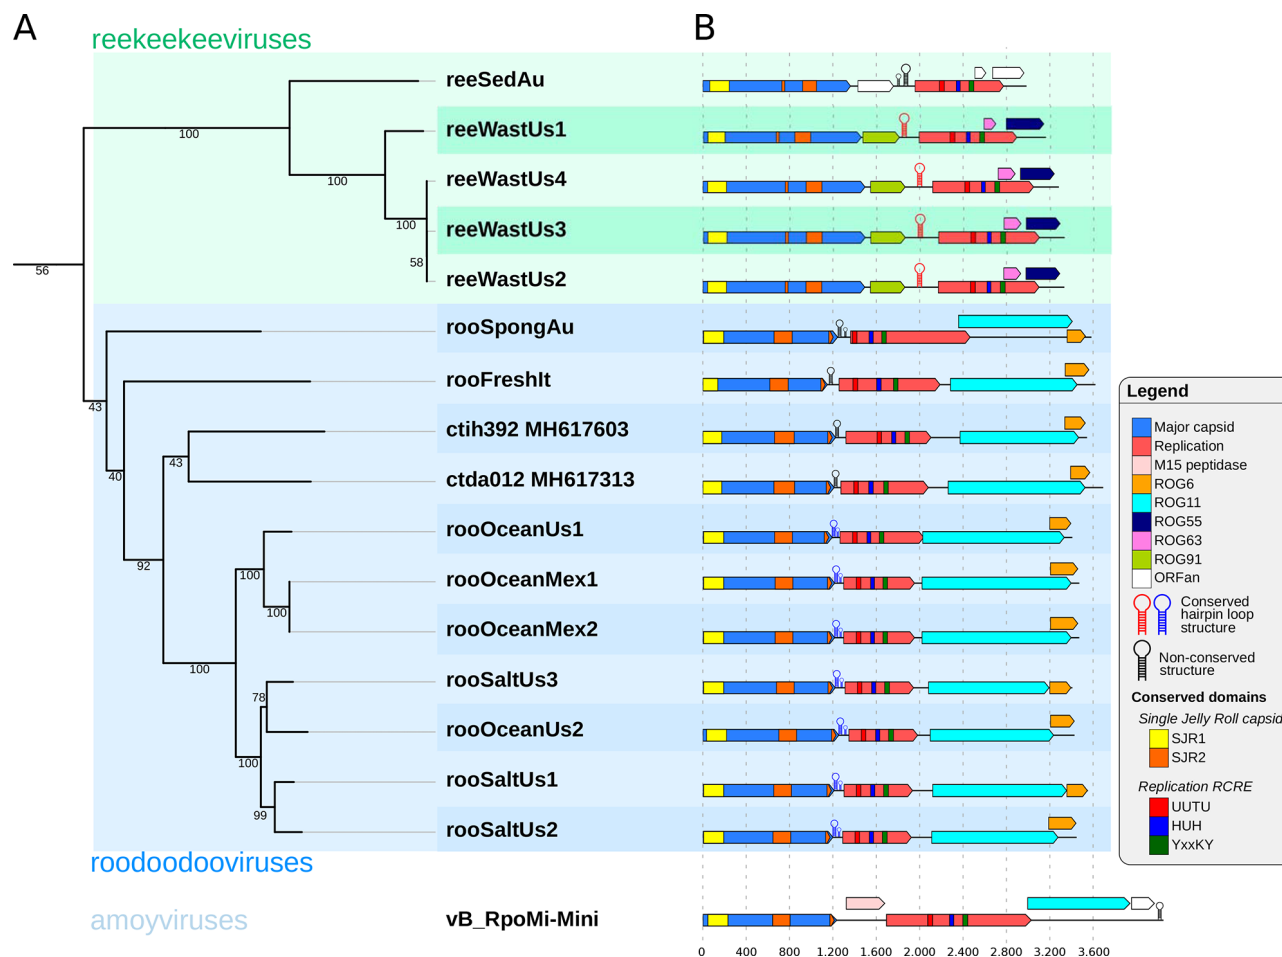 A
B
reekeekeeviruses
reeSedAu
100
reeWastUs1
100
reeWastUs4
100
reeWastUs3
58
56
reeWastUs2
rooSpongAu
rooFreshIt
43
ctih392 MH617603
43
40
ctda012 MH617313
rooOceanUs1
92
100
rooOceanMex1
100
rooOceanMex2
100
rooSaltUs3
78
rooOceanUs2
100
rooSaltUs1
99
rooSaltUs2
roodoodooviruses
amoyviruses
vB_RpoMi-Mini
0 400 800 1.200 1.600 2.000 2.400 2.800 3.200 3.600
Legend
Major capsid
Replication
M15 peptidase
ROG6
ROG11
ROG55
ROG63
ROG91
ORFan
Conserved
hairpin loop
structure
Non-conserved
structure
Conserved domains
Single Jelly Roll capsid
SJR1
SJR2
Replication RCRE
UUTU
HUH
YxxKY